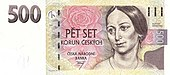 500
PĚT SET
KORUN ČESKÝCH
ČESKÁ NÁRODNÍ
BANKA